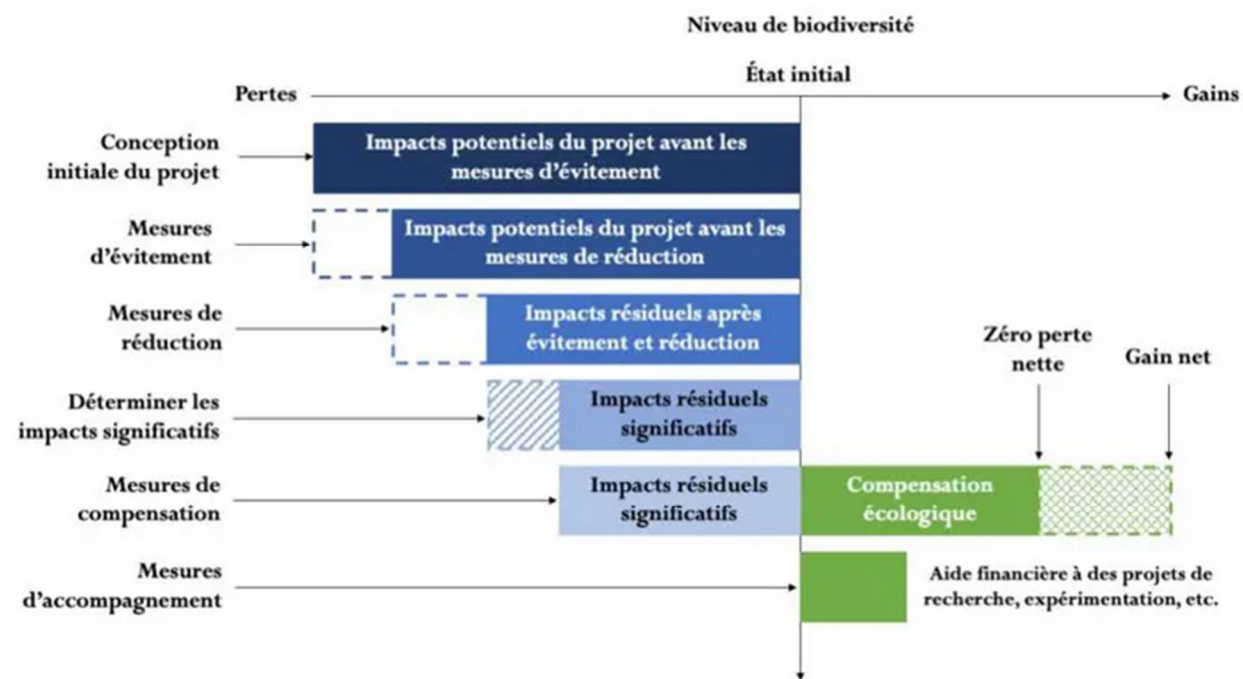 Niveau de biodiversité
État initial
Pertes
Gains
Conception
initiale du projet
Impacts potentiels du projet avant les
mesures d’évitement
Mesures
d’évitement
Impacts potentiels du projet avant les
mesures de réduction
Mesures de
réduction
Impacts résiduels après
évitement et réduction
Zéro perte
nette
Gain net
Déterminer les
impacts significatifs
Impacts résiduels
significatifs
Mesures de
compensation
Impacts résiduels
significatifs
Compensation
écologique
Mesures
d’accompagnement
Aide financière à des projets de
recherche, expérimentation, etc.